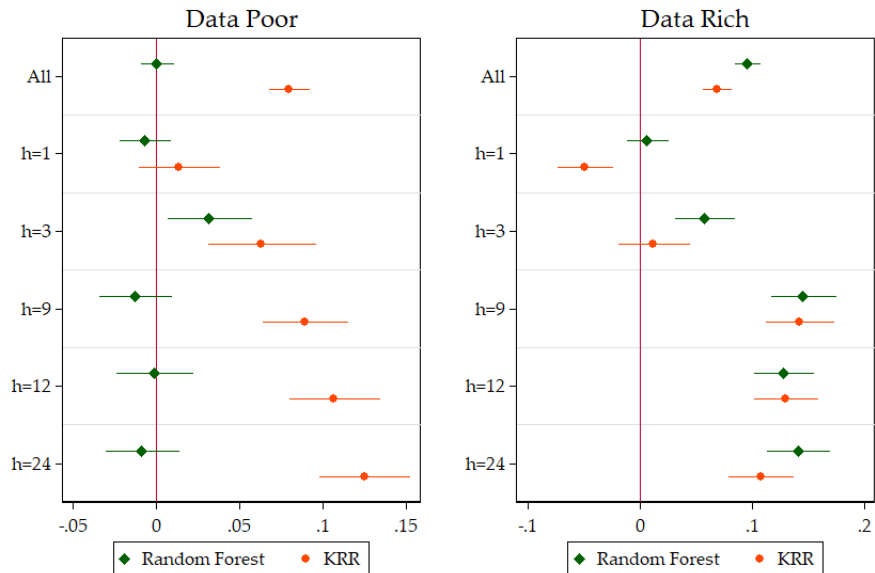 Data Poor
All
h=1
h=3
h=9
h=12
h=24
-.05 0 .05 .1 .15
Random Forest KRR
Data Rich
All
h=1
h=3
h=9
h=12
h=24
-.1 0 .1 .2
Random Forest KRR